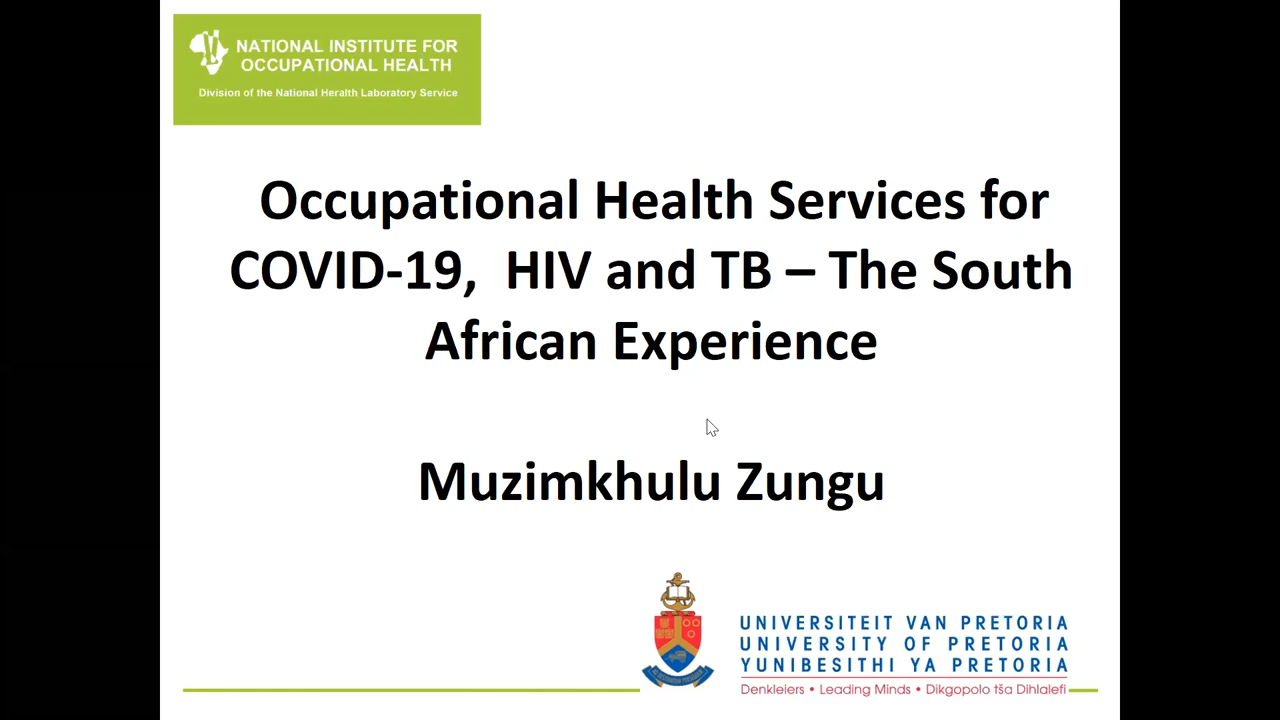 NATIONAL INSTITUTE FOR
OCCUPATIONAL HEALTH
Division of the National Heralth Laboratory Service
Occupational Health Services for
COVID-19,  HIV and TB – The South
African Experience
Muzimkhulu Zungu
UNIVERSITEIT VAN PRETORIA
UNIVERSITY OF PRETORIA
YUNIBESITHI YA PRETORIA
Denkleiers • Leading Minds • Dikgopolo tša Dihlalefi